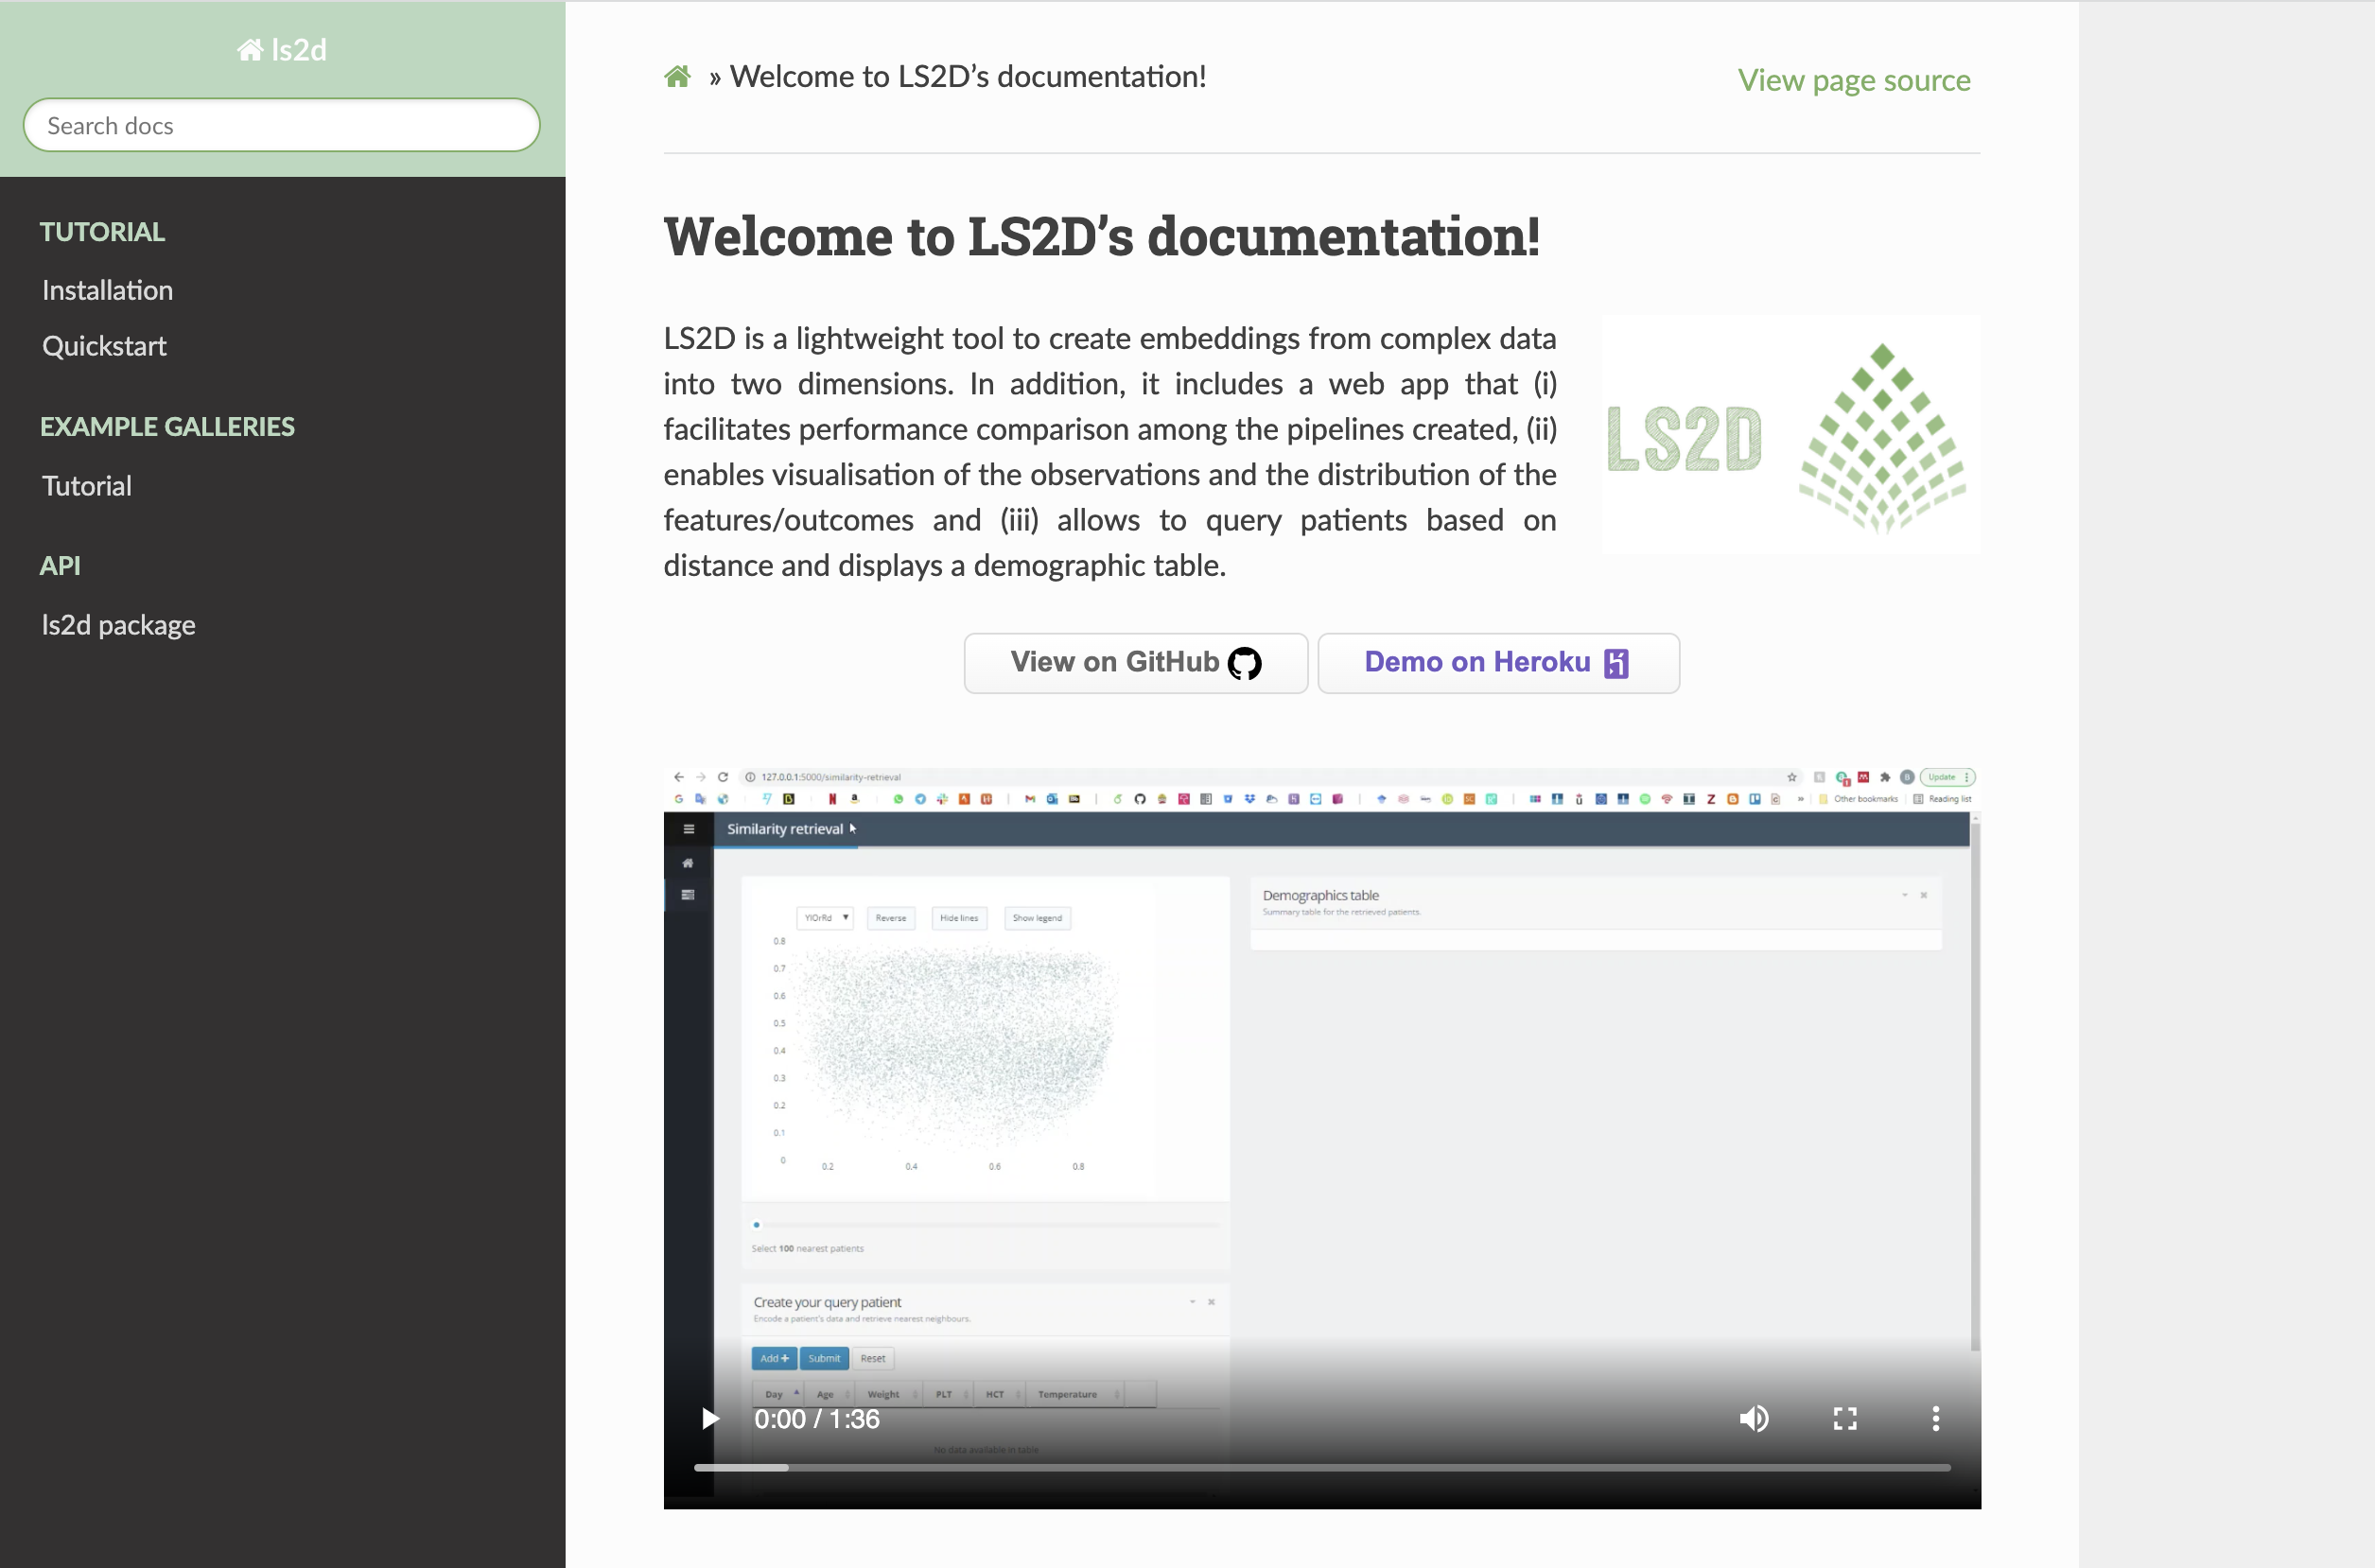 ls2d
Search docs
TUTORIAL
Installation
Quickstart
EXAMPLE GALLERIES
Tutorial
API
ls2d package
» Welcome to LS2D’s documentation!
View page source
Welcome to LS2D’s documentation!
LS2D is a lightweight tool to create embeddings from complex data
into two dimensions. In addition, it includes a web app that (i)
facilitates performance comparison among the pipelines created, (ii)
enables visualisation of the observations and the distribution of the
features/outcomes and (iii) allows to query patients based on
distance and displays a demographic table.
LS2D
View on GitHub
Demo on Heroku
127.0.0.1:5000/similarity-retrieval
Update
» Other bookmarks Reading list
Similarity retrieval
YlOrRd Reverse Hide lines Show legend
0.8
0.7
0.6
0.5
0.4
0.3
0.2
0.1
0
0.2 0.4 0.6 0.8
Select 100 nearest patients
Demographics table
Summary table for the retrieved patients.
Create your query patient
Encode a patient's data and retrieve nearest neighbours.
Add + Submit Reset
Day Age Weight PLT HCT Temperature
No data available in table
0:00 / 1:36